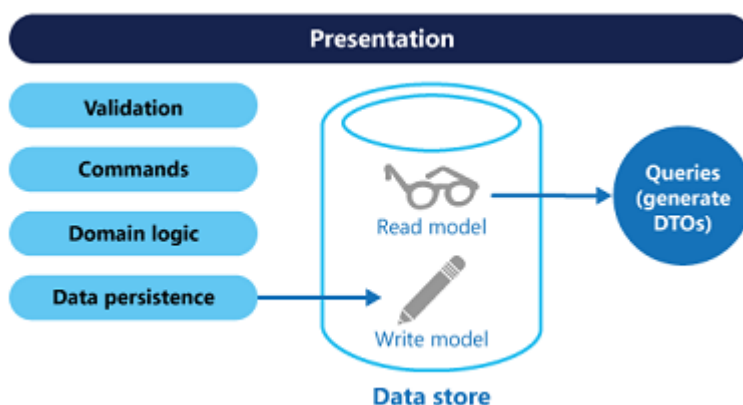 Presentation
Validation
Commands
Domain logic
Data persistence
Read model
Write model
Data store
Queries
(generate
DTOs)